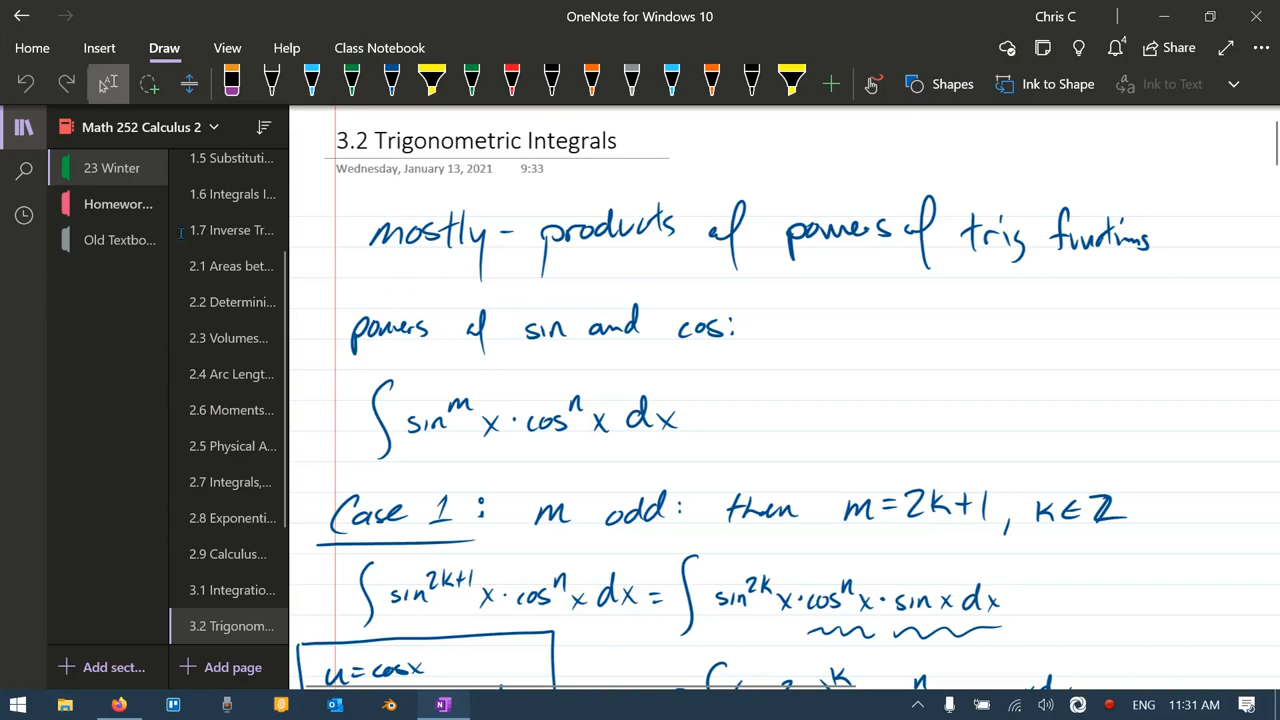 OneNote for Windows 10
Chris C
Home Insert Draw View Help Class Notebook
Share
Shapes
Ink to Shape
Ink to Text
Math 252 Calculus 2
23 Winter
Homewor...
Old Textbo...
1.5 Substituti...
1.6 Integrals I...
1.7 Inverse Tr...
2.1 Areas bet...
2.2 Determini...
2.3 Volumes...
2.4 Arc Lengt...
2.6 Moments...
2.5 Physical A...
2.7 Integrals,...
2.8 Exponenti...
2.9 Calculus...
3.1 Integratio...
3.2 Trigonom...
Add sect...
Add page
3.2 Trigonometric Integrals
Wednesday, January 13, 2021 9:33
mostly - products of powers of trig functions
powers of sin and cos:
∫ sin^m x · cos^n x dx
Case 1: m odd: then m=2k+1, k∈ℤ
∫ sin^{2k+1} x · cos^n x dx = ∫ sin^{2k} x · cos^n x · sin x dx
u=cosx
ENG 11:31 AM